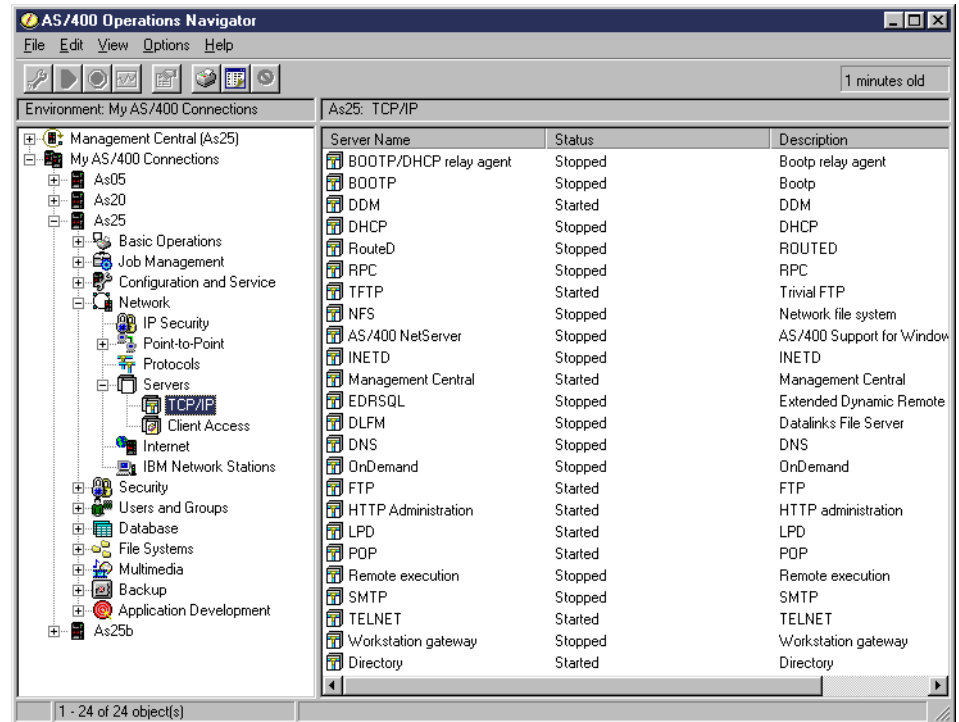 AS/400 Operations Navigator
File Edit View Options Help
1 minutes old
Environment: My AS/400 Connections
As25: TCP/IP
Management Central (As25)
My AS/400 Connections
As05
As20
As25
Basic Operations
Job Management
Configuration and Service
Network
IP Security
Point-to-Point
Protocols
Servers
TCP/IP
Client Access
Internet
IBM Network Stations
Security
Users and Groups
Database
File Systems
Multimedia
Backup
Application Development
As25b
Server Name Status Description
BOOTP/DHCP relay agent Stopped Bootp relay agent
BOOTP Stopped Bootp
DDM Started DDM
DHCP Stopped DHCP
RouteD Stopped ROUTED
RPC Stopped RPC
TFTP Started Trivial FTP
NFS Stopped Network file system
AS/400 NetServer Stopped AS/400 Support for Window
INETD Stopped INETD
Management Central Started Management Central
EDRSQL Stopped Extended Dynamic Remote
DLFM Stopped Datalinks File Server
DNS Stopped DNS
OnDemand Stopped OnDemand
FTP Started FTP
HTTP Administration Started HTTP administration
LPD Started LPD
POP Started POP
Remote execution Stopped Remote execution
SMTP Stopped SMTP
TELNET Started TELNET
Workstation gateway Stopped Workstation gateway
Directory Started Directory
1 - 24 of 24 object(s)